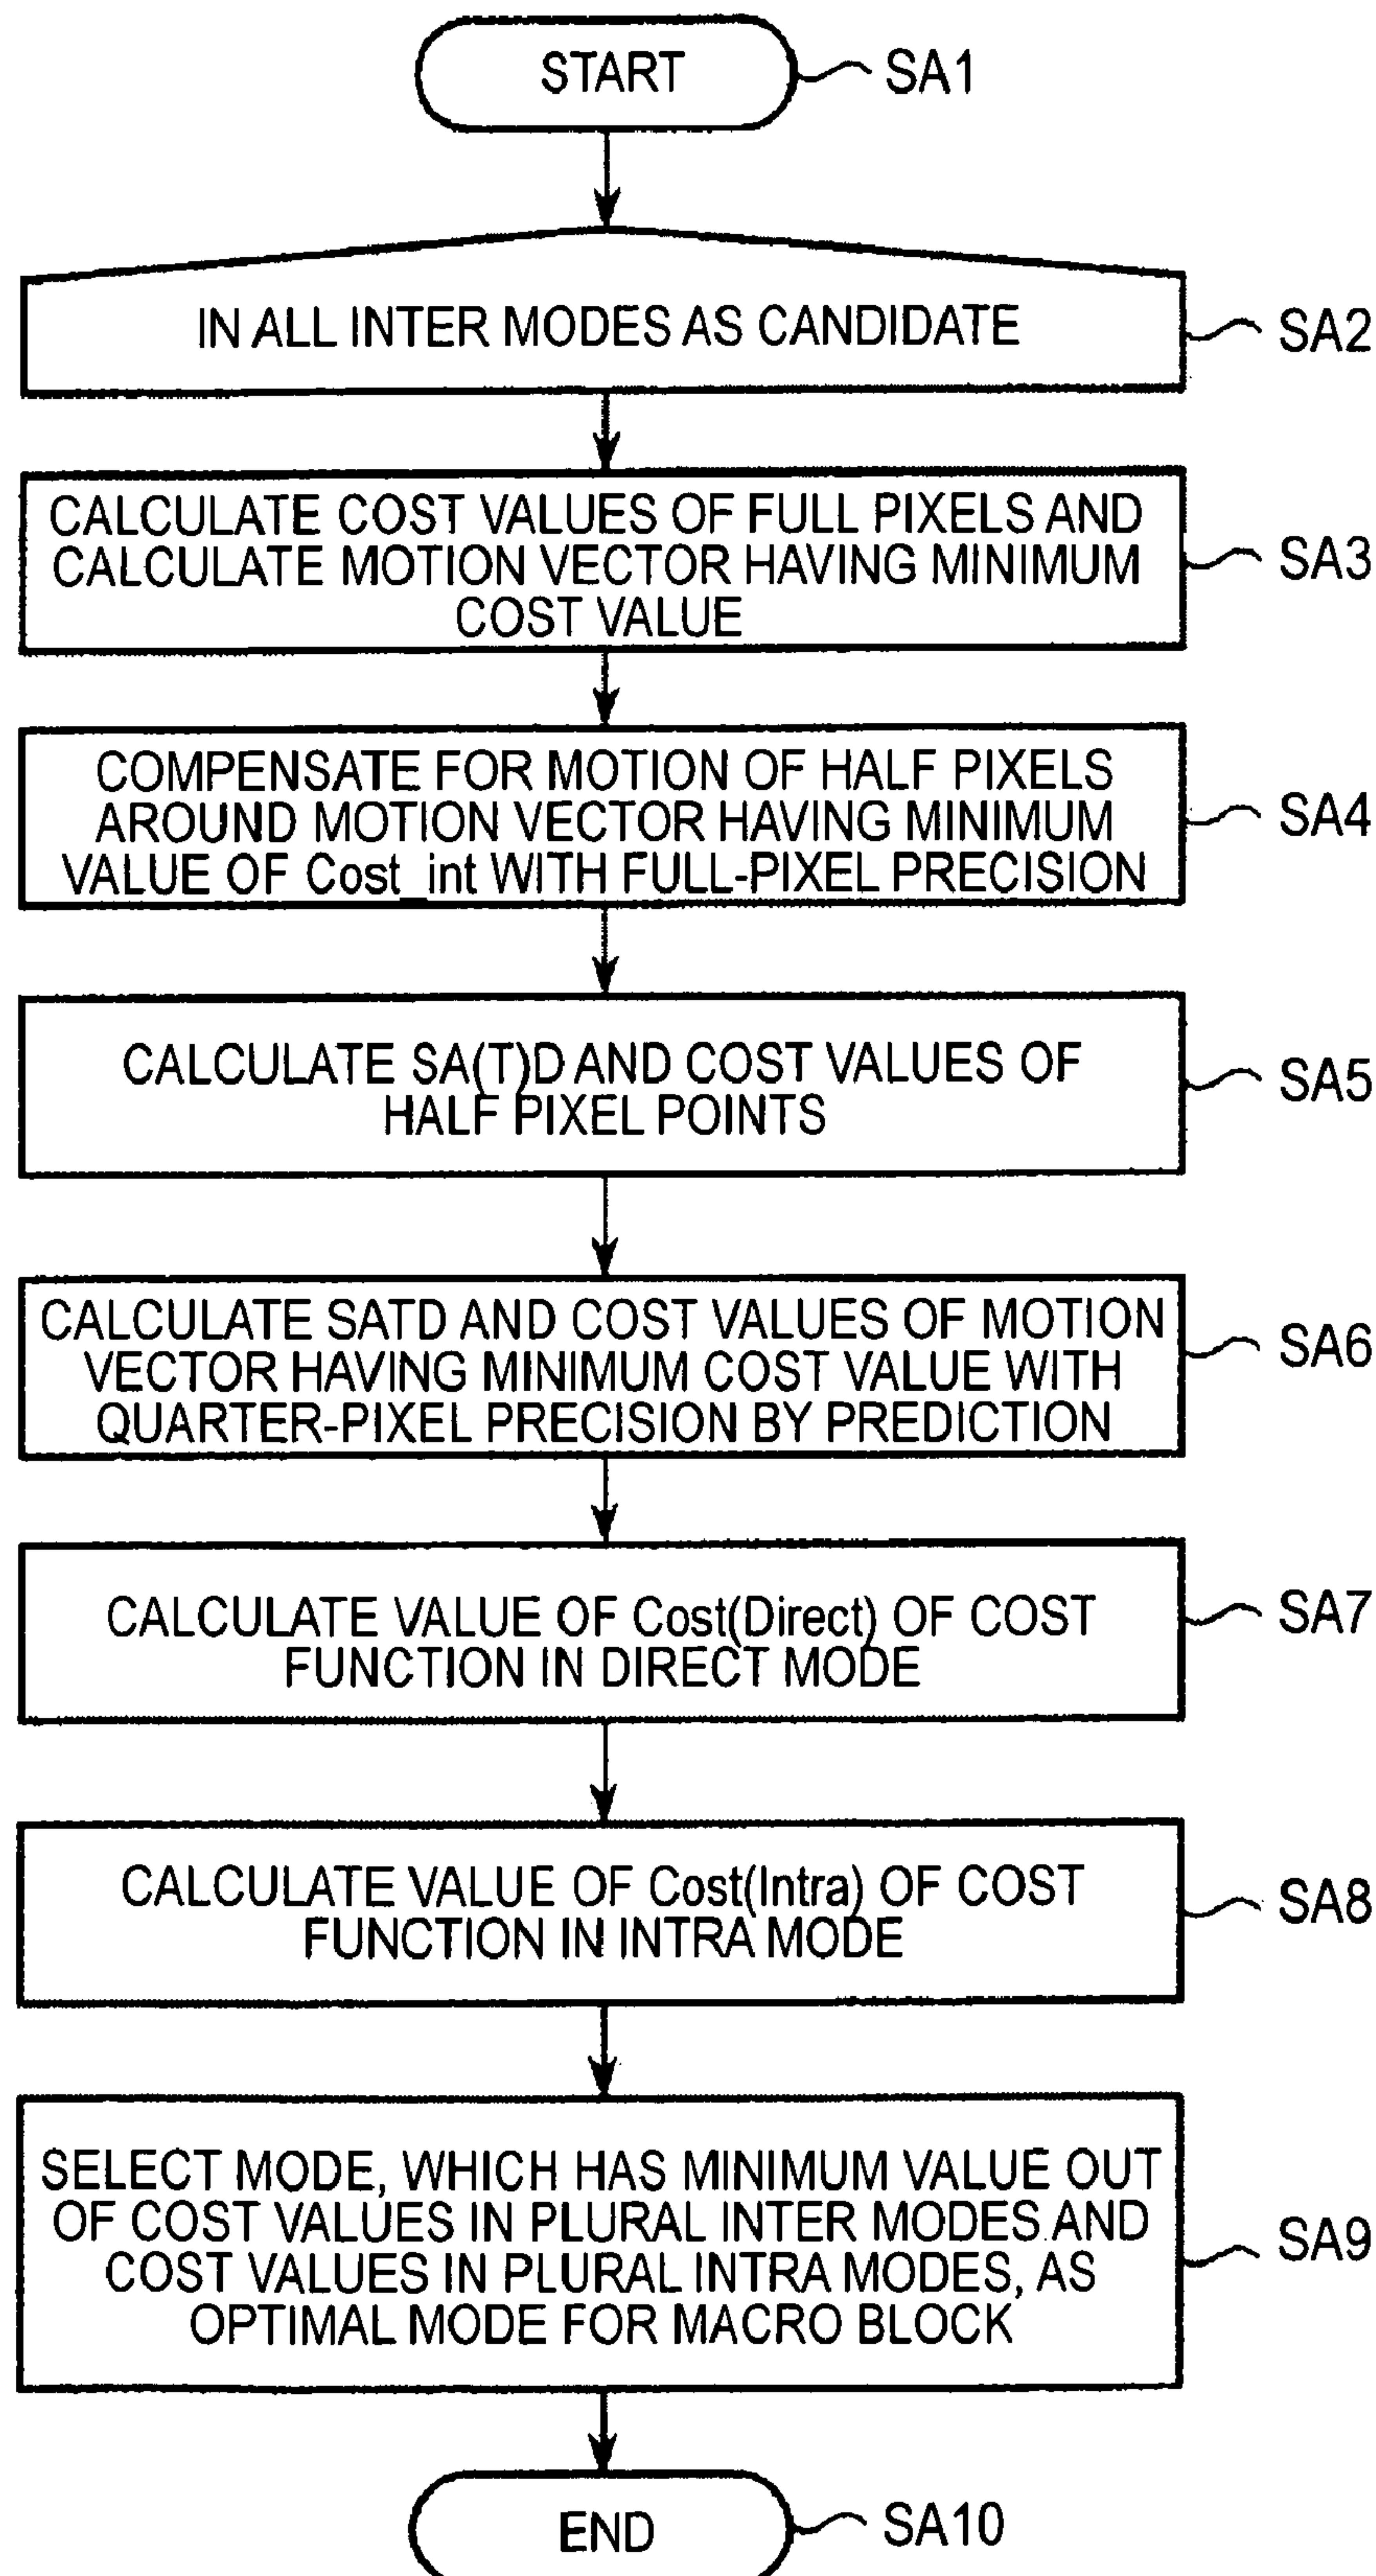 START
SA1
IN ALL INTER MODES AS CANDIDATE
SA2
CALCULATE COST VALUES OF FULL PIXELS AND
CALCULATE MOTION VECTOR HAVING MINIMUM
COST VALUE
SA3
COMPENSATE FOR MOTION OF HALF PIXELS
AROUND MOTION VECTOR HAVING MINIMUM
VALUE OF Cost_int WITH FULL-PIXEL PRECISION
SA4
CALCULATE SA(T)D AND COST VALUES OF
HALF PIXEL POINTS
SA5
CALCULATE SATD AND COST VALUES OF MOTION
VECTOR HAVING MINIMUM COST VALUE WITH
QUARTER-PIXEL PRECISION BY PREDICTION
SA6
CALCULATE VALUE OF Cost(Direct) OF COST
FUNCTION IN DIRECT MODE
SA7
CALCULATE VALUE OF Cost(Intra) OF COST
FUNCTION IN INTRA MODE
SA8
SELECT MODE, WHICH HAS MINIMUM VALUE OUT
OF COST VALUES IN PLURAL INTER MODES AND
COST VALUES IN PLURAL INTRA MODES, AS
OPTIMAL MODE FOR MACRO BLOCK
SA9
END
SA10